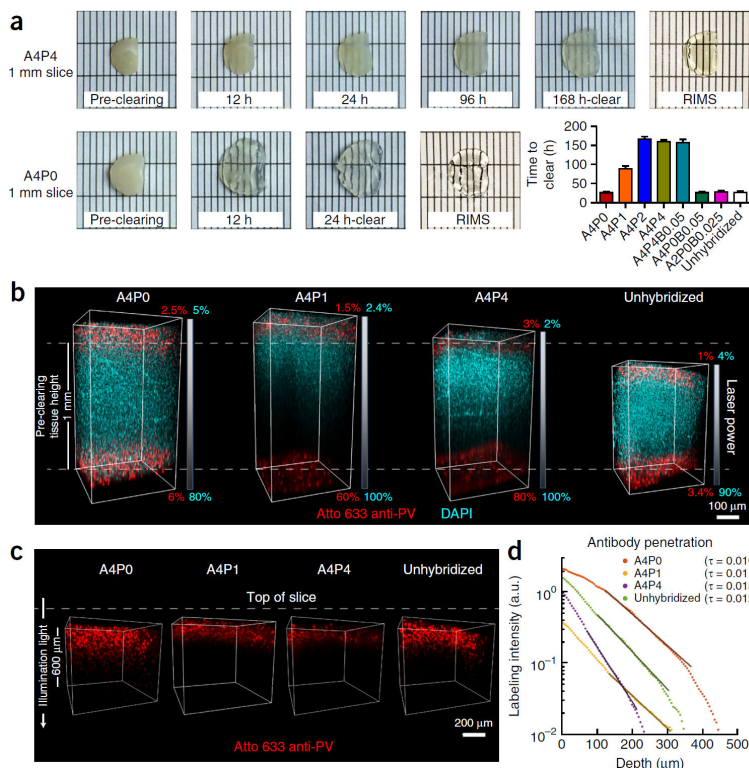 a
A4P4
1 mm slice
Pre-clearing
12 h
24 h
96 h
168 h-clear
RIMS
A4P0
1 mm slice
Pre-clearing
12 h
24 h-clear
RIMS
Time to
clear (h)
200
150
100
50
0
A4P0
A4P1
A4P2
A4P4
A4P4B0.05
A4P0B0.05
A2P0B0.025
Unhybridized
b
A4P0
A4P1
A4P4
Unhybridized
2.5% 5%
1.5% 2.4%
3% 2%
1% 4%
Pre-clearing
tissue height
1 mm
Laser power
6% 80%
60% 100%
80% 100%
3.4% 90%
Atto 633 anti-PV DAPI
100 µm
c
A4P0
A4P1
A4P4
Unhybridized
Top of slice
Illumination light
600 µm
200 µm
Atto 633 anti-PV
d
Antibody penetration
A4P0
A4P1
A4P4
Unhybridized
Labeling intensity (a.u.)
10⁰
10⁻¹
10⁻²
0 100 200 300 400 500
Depth (µm)